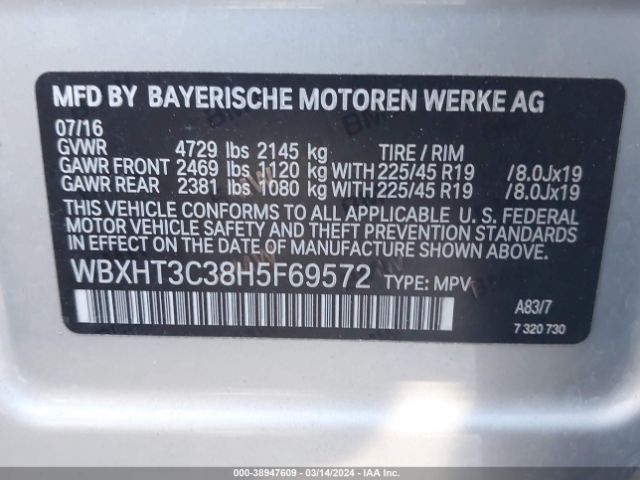 MFD BY BAYERISCHE MOTOREN WERKE AG
07/16
GVWR 4729 lbs 2145 kg TIRE / RIM
GAWR FRONT 2469 lbs 1120 kg WITH 225/45 R19 /8.0Jx19
GAWR REAR 2381 lbs 1080 kg WITH 225/45 R19 /8.0Jx19
THIS VEHICLE CONFORMS TO ALL APPLICABLE U. S. FEDERAL
MOTOR VEHICLE SAFETY AND THEFT PREVENTION STANDARDS
IN EFFECT ON THE DATE OF MANUFACTURE SHOWN ABOVE.
WBXHT3C38H5F69572 TYPE: MPV
A83/7
7 320 730
000-38947609 - 03/14/2024 - IAA Inc.